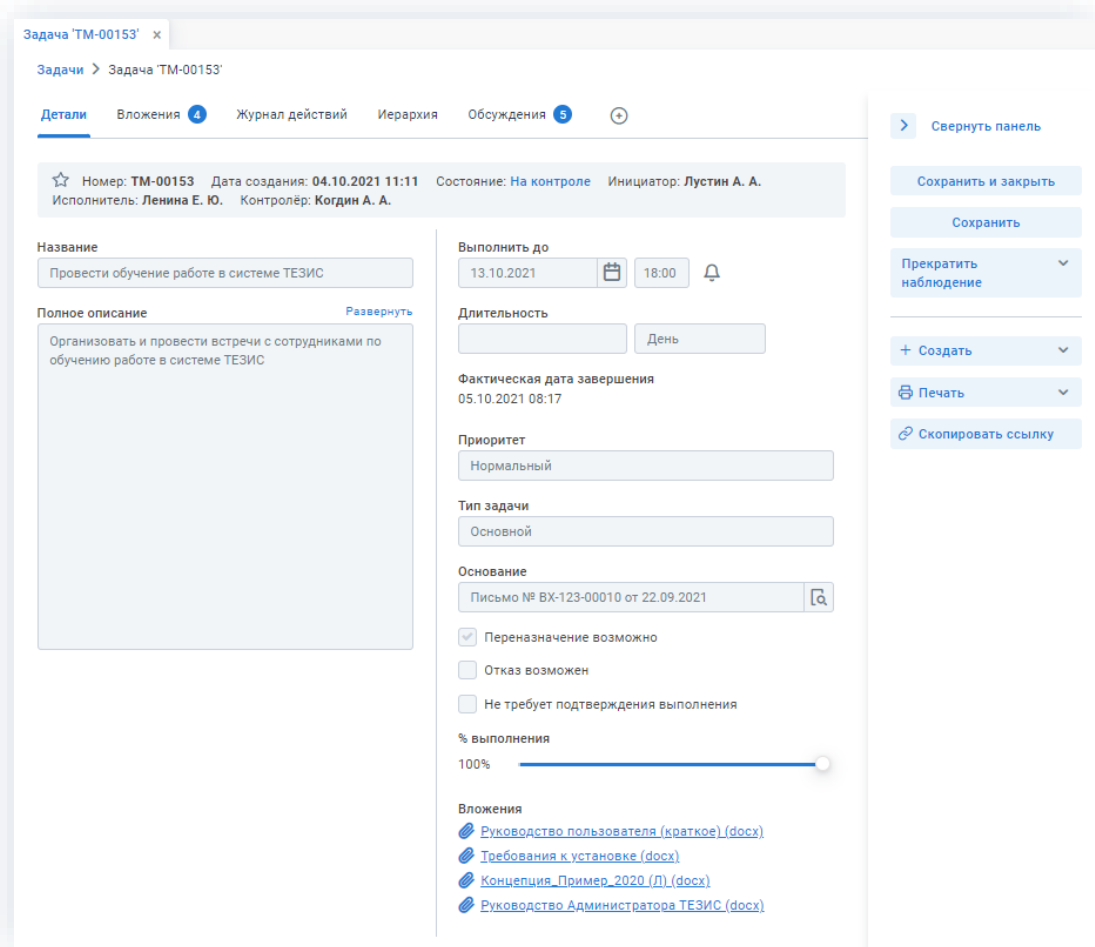 Задача 'ТМ-00153' ×
Задачи > Задача 'ТМ-00153'
Детали Вложения 4 Журнал действий Иерархия Обсуждения 5
Номер: ТМ-00153 Дата создания: 04.10.2021 11:11 Состояние: На контроле Инициатор: Лустин А. А.
Исполнитель: Ленина Е. Ю. Контролёр: Когдин А. А.
Название
Провести обучение работе в системе ТЕЗИС
Полное описание Развернуть
Организовать и провести встречи с сотрудниками по
обучению работе в системе ТЕЗИС
Выполнить до
13.10.2021 18:00
Длительность
День
Фактическая дата завершения
05.10.2021 08:17
Приоритет
Нормальный
Тип задачи
Основной
Основание
Письмо № ВХ-123-00010 от 22.09.2021
Переназначение возможно
Отказ возможен
Не требует подтверждения выполнения
% выполнения
100%
Вложения
Руководство пользователя (краткое) (docx)
Требования к установке (docx)
Концепция_Пример_2020 (Л) (docx)
Руководство Администратора ТЕЗИС (docx)
Свернуть панель
Сохранить и закрыть
Сохранить
Прекратить
наблюдение
+ Создать
Печать
Скопировать ссылку